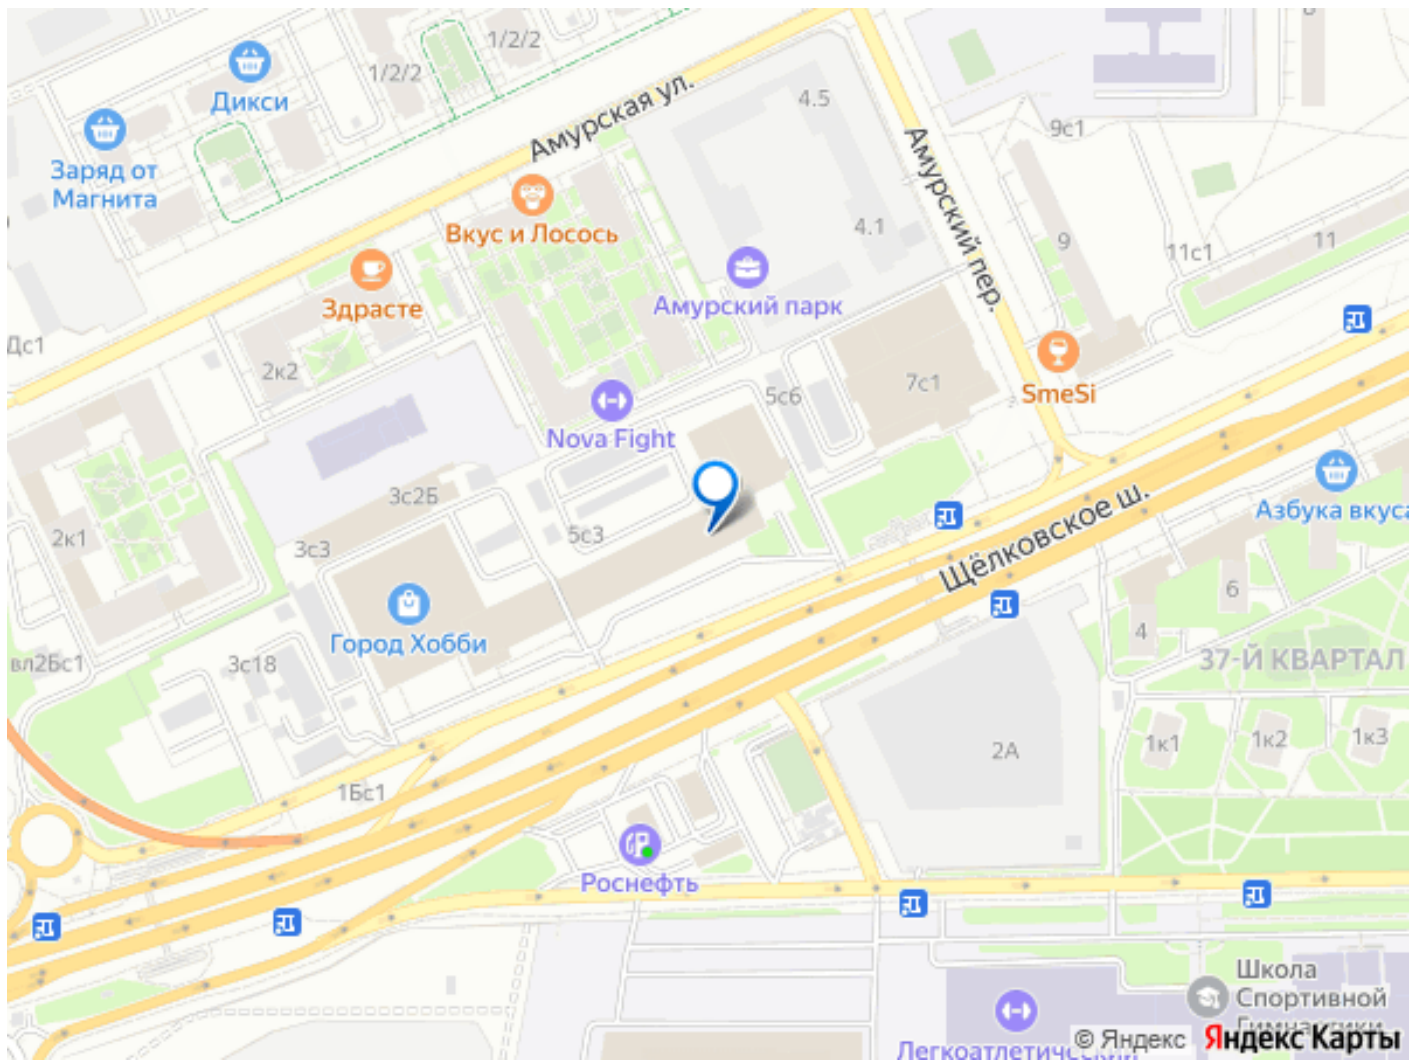 1/2/2
1/2/2
Дикси
4.5
Амурская ул.
9с1
Заряд от
Магнита
Амурский пер.
4.1
Вкус и Лосось
9
11с1
11
Здрасте
Амурский парк
Дс1
2к2
7с1
5с6
SmeSi
Nova Fight
3с2Б
Щёлковское ш.
Азбука вкуса
2к1
3с3
5с3
6
Город Хобби
4
37-Й КВАРТАЛ
вл2Бс1
3с18
2А
1к1
1к2
1к3
1Бс1
Роснефть
Школа
Спортивной
Гимнастики
Легкоатлетический
© Яндекс Яндекс Карты